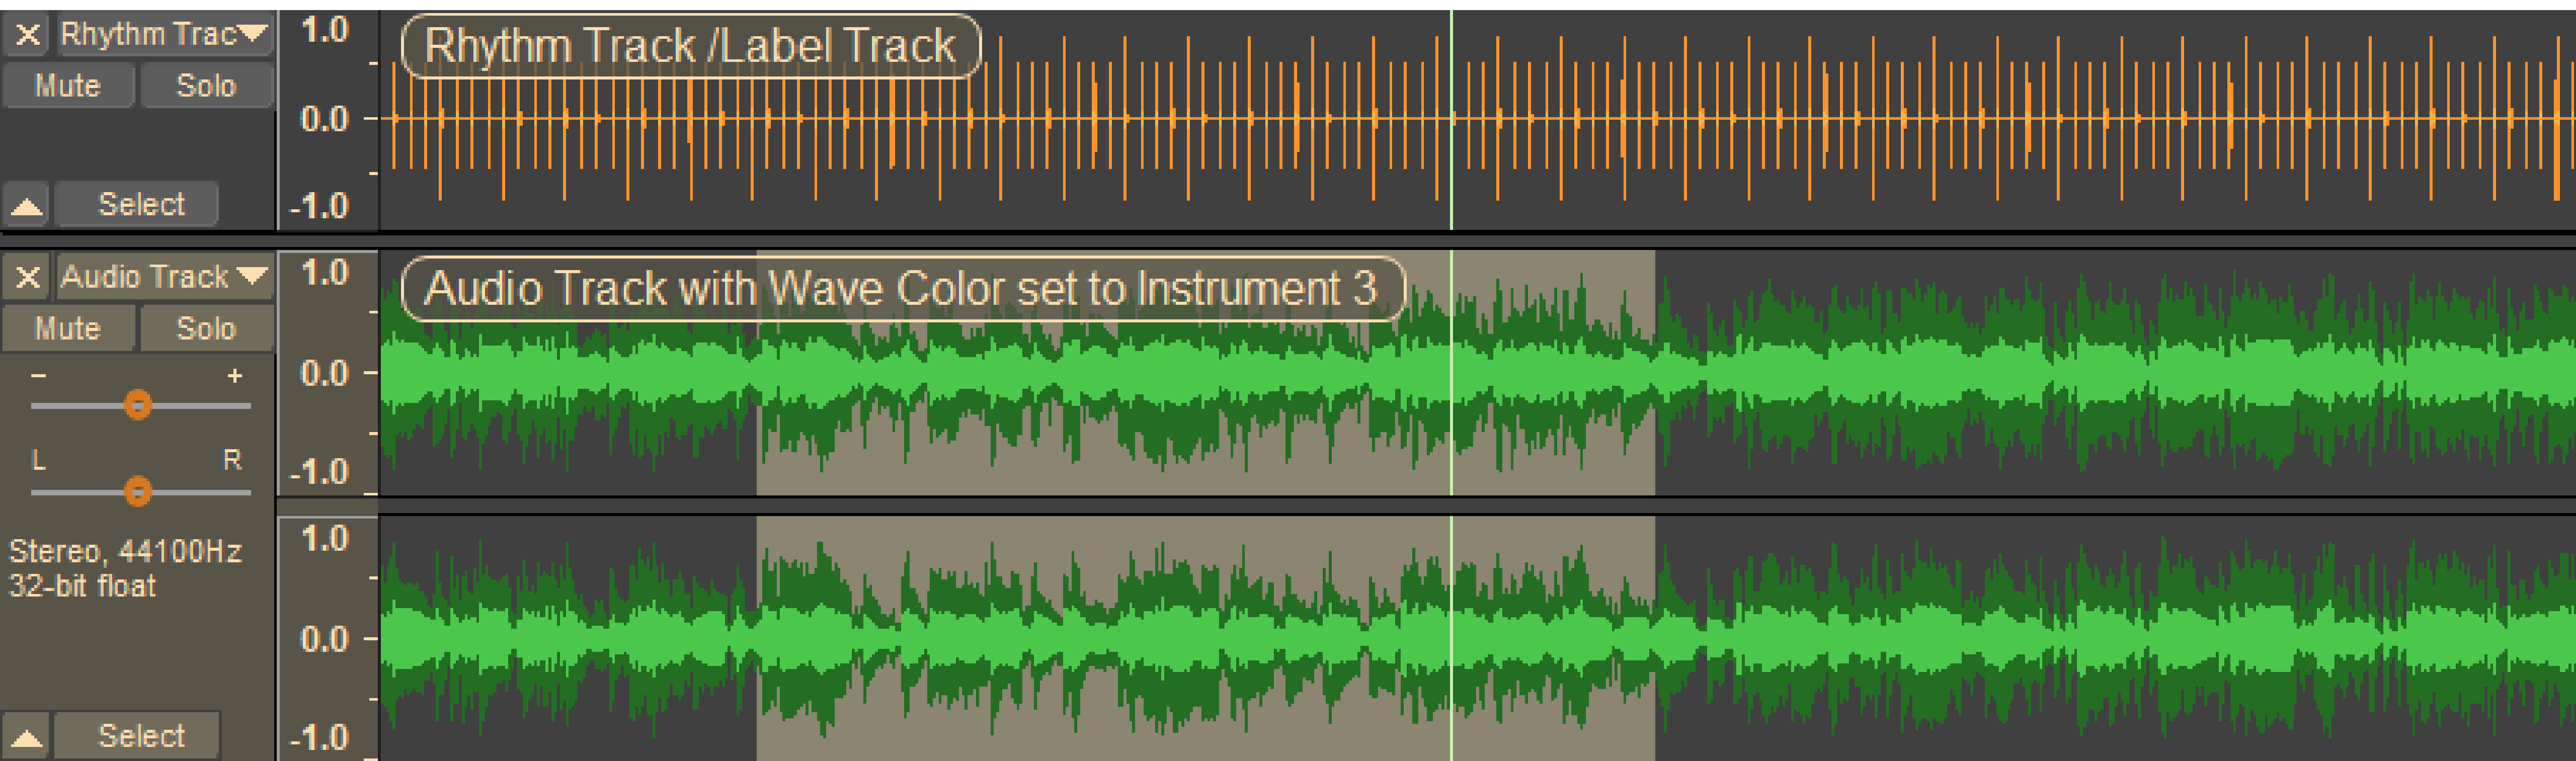 Rhythm Trac
Mute Solo
Select
1.0
0.0
-1.0
Rhythm Track /Label Track
Audio Track
Mute Solo
- +
L R
Stereo, 44100Hz
32-bit float
Select
1.0
0.0
-1.0
1.0
0.0
-1.0
Audio Track with Wave Color set to Instrument 3